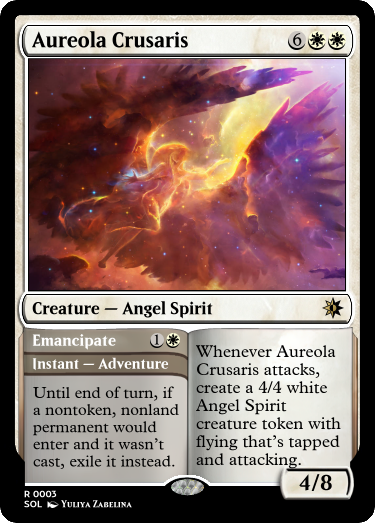 Aureola Crusaris 6
Creature — Angel Spirit
Emancipate 1
Instant — Adventure
Until end of turn, if
a nontoken, nonland
permanent would
enter and it wasn't
cast, exile it instead.
Whenever Aureola
Crusaris attacks,
create a 4/4 white
Angel Spirit
creature token with
flying that's tapped
and attacking.
4/8
R 0003
SOL Yuliya Zabelina